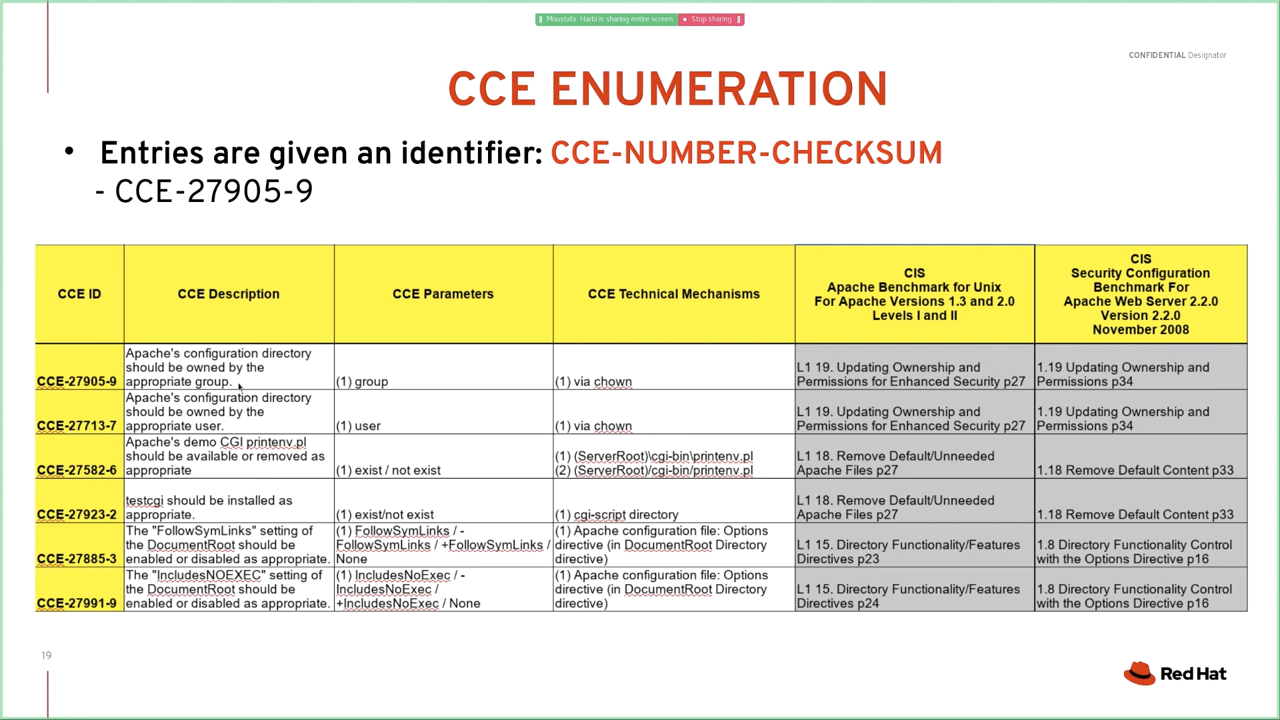 Moustafa Harbi is sharing entire screen
Stop sharing
CONFIDENTIAL Designator
CCE ENUMERATION
• Entries are given an identifier: CCE-NUMBER-CHECKSUM
- CCE-27905-9
CCE ID
CCE Description
CCE Parameters
CCE Technical Mechanisms
CIS
Apache Benchmark for Unix
For Apache Versions 1.3 and 2.0
Levels I and II
CIS
Security Configuration
Benchmark For
Apache Web Server 2.2.0
Version 2.2.0
November 2008
CCE-27905-9
Apache's configuration directory
should be owned by the
appropriate group.
(1) group
(1) via chown
L1 19. Updating Ownership and
Permissions for Enhanced Security p27
1.19 Updating Ownership and
Permissions p34
CCE-27713-7
Apache's configuration directory
should be owned by the
appropriate user.
(1) user
(1) via chown
L1 19. Updating Ownership and
Permissions for Enhanced Security p27
1.19 Updating Ownership and
Permissions p34
CCE-27582-6
Apache's demo CGI printenv.pl
should be available or removed as
appropriate
(1) exist / not exist
(1) (ServerRoot)\cgi-bin\printenv.pl
(2) (ServerRoot)/cgi-bin/printenv.pl
L1 18. Remove Default/Unneeded
Apache Files p27
1.18 Remove Default Content p33
CCE-27923-2
testcgi should be installed as
appropriate.
(1) exist/not exist
(1) cgi-script directory
L1 18. Remove Default/Unneeded
Apache Files p27
1.18 Remove Default Content p33
CCE-27885-3
The "FollowSymLinks" setting of
the DocumentRoot should be
enabled or disabled as appropriate.
(1) FollowSymLinks / -
FollowSymLinks / +FollowSymLinks /
None
(1) Apache configuration file: Options
directive (in DocumentRoot Directory
directive)
L1 15. Directory Functionality/Features
Directives p23
1.8 Directory Functionality Control
with the Options Directive p16
CCE-27991-9
The "IncludesNOEXEC" setting of
the DocumentRoot should be
enabled or disabled as appropriate.
(1) IncludesNoExec / -
IncludesNoExec /
+IncludesNoExec / None
(1) Apache configuration file: Options
directive (in DocumentRoot Directory
directive)
L1 15. Directory Functionality/Features
Directives p24
1.8 Directory Functionality Control
with the Options Directive p16
19
Red Hat